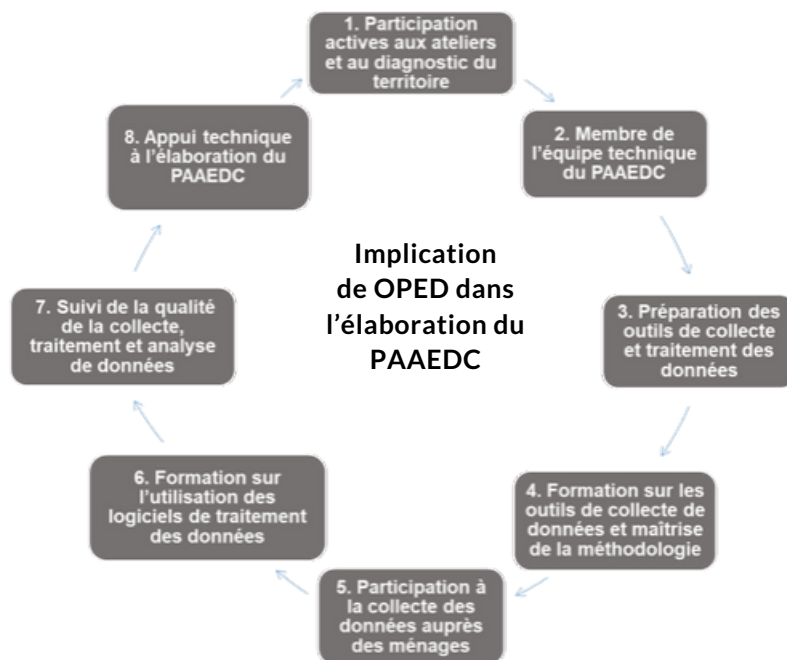 1. Participation
actives aux ateliers
et au diagnostic du
territoire
2. Membre de
l'équipe technique
du PAAEDC
3. Préparation des
outils de collecte
et traitement des
données
4. Formation sur les
outils de collecte de
données et maîtrise
de la méthodologie
5. Participation à
la collecte des
données auprès
des ménages
6. Formation sur
l'utilisation des
logiciels de traitement
des données
7. Suivi de la qualité
de la collecte,
traitement et analyse
de données
8. Appui technique
à l'élaboration du
PAAEDC
Implication
de OPED dans
l'élaboration du
PAAEDC